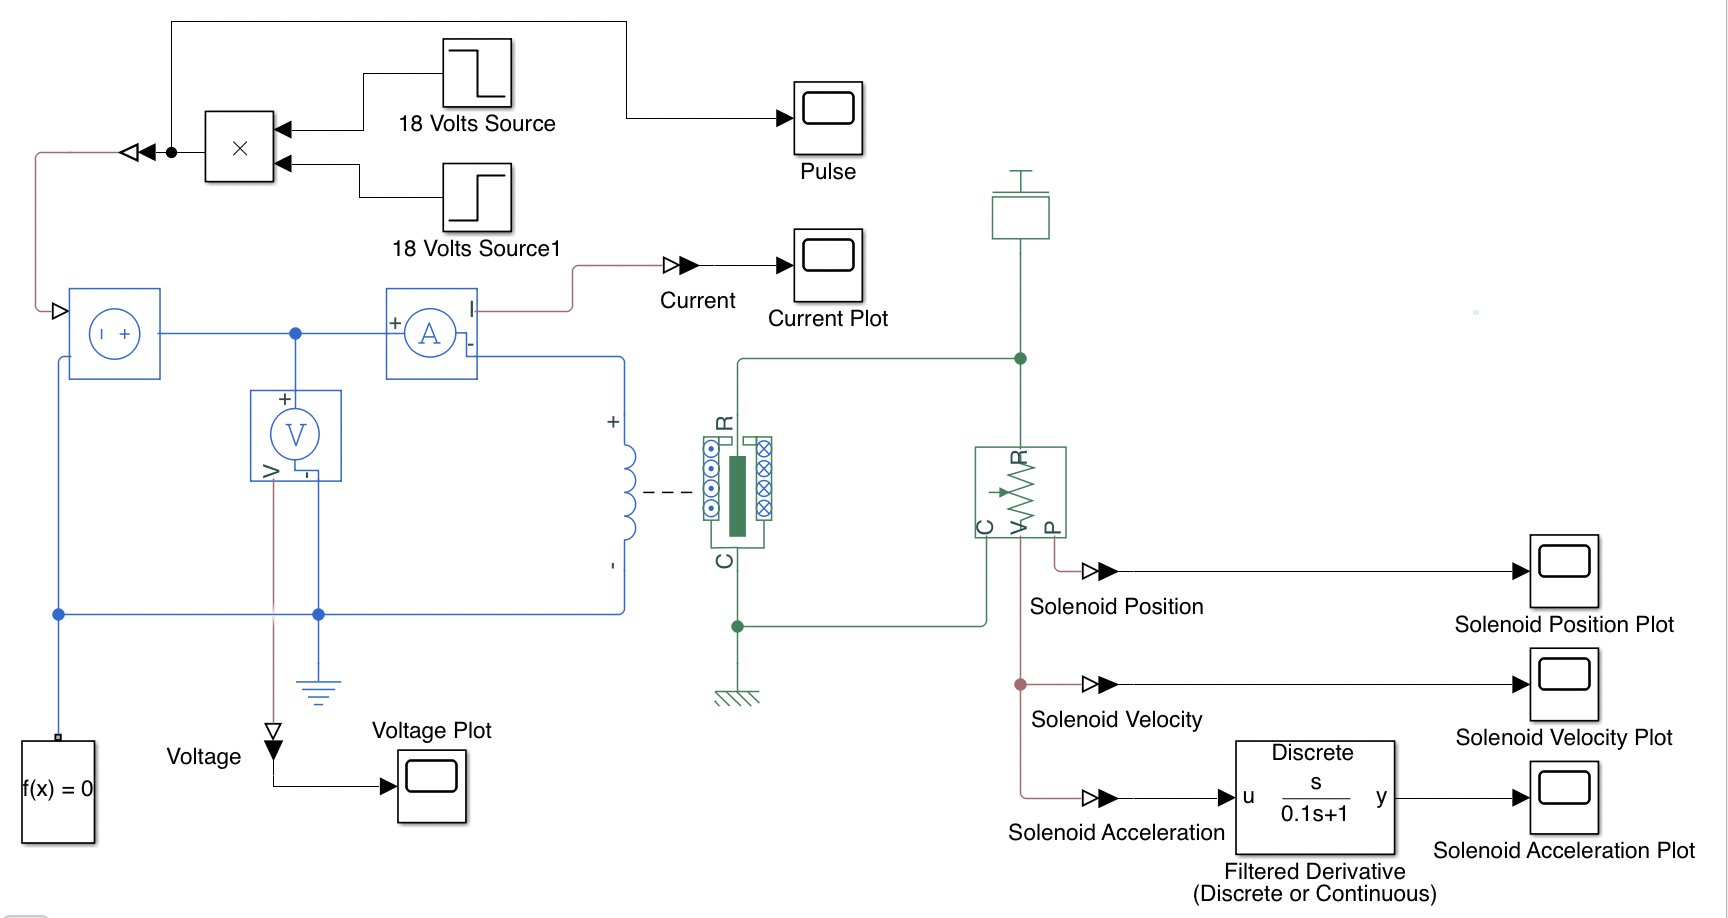 18 Volts Source
×
Pulse
18 Volts Source1
Current
Current Plot
+
A
I
-
+
V
V
-
+
-
R
C
R
C
V
P
Solenoid Position
Solenoid Position Plot
Solenoid Velocity
Solenoid Velocity Plot
Voltage
Voltage Plot
f(x) = 0
Discrete
u
s
0.1s+1
y
Solenoid Acceleration
Solenoid Acceleration Plot
Filtered Derivative
(Discrete or Continuous)